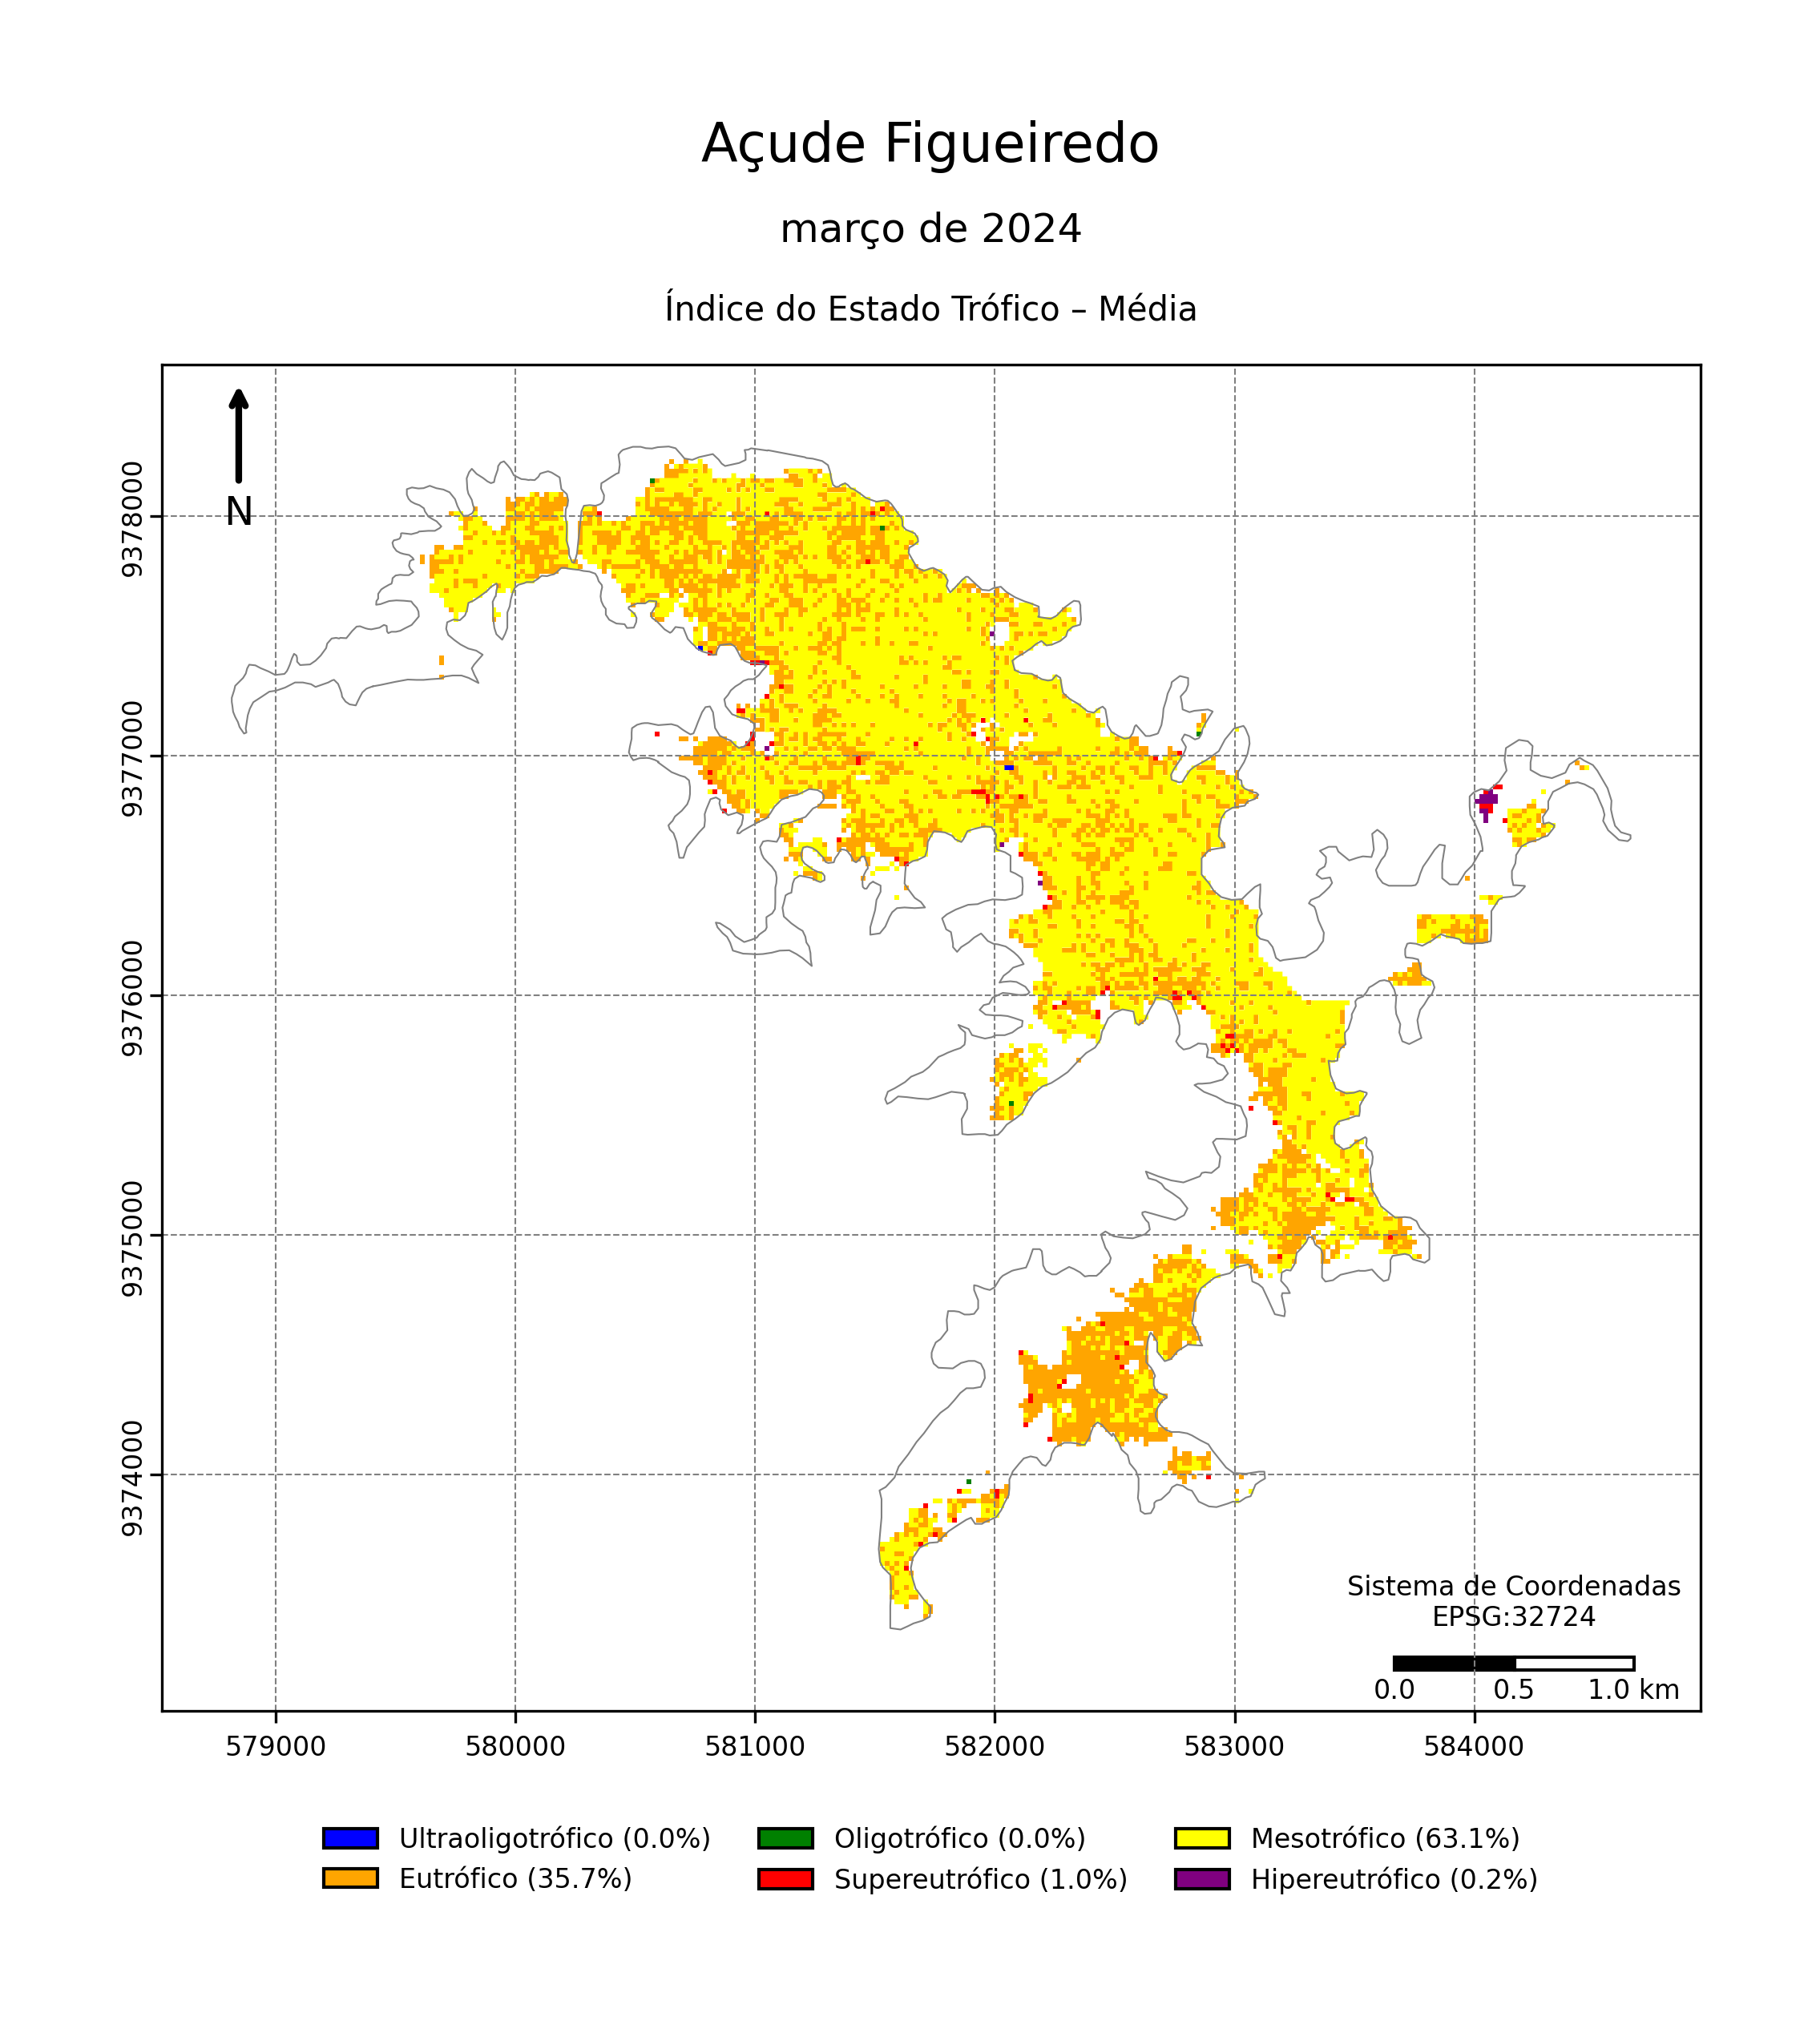 Açude Figueiredo
março de 2024
Índice do Estado Trófico – Média
N
9378000
9377000
9376000
9375000
9374000
Sistema de Coordenadas
EPSG:32724
0.0 0.5 1.0 km
579000 580000 581000 582000 583000 584000
Ultraoligotrófico (0.0%) Oligotrófico (0.0%) Mesotrófico (63.1%)
Eutrófico (35.7%) Supereutrófico (1.0%) Hipereutrófico (0.2%)